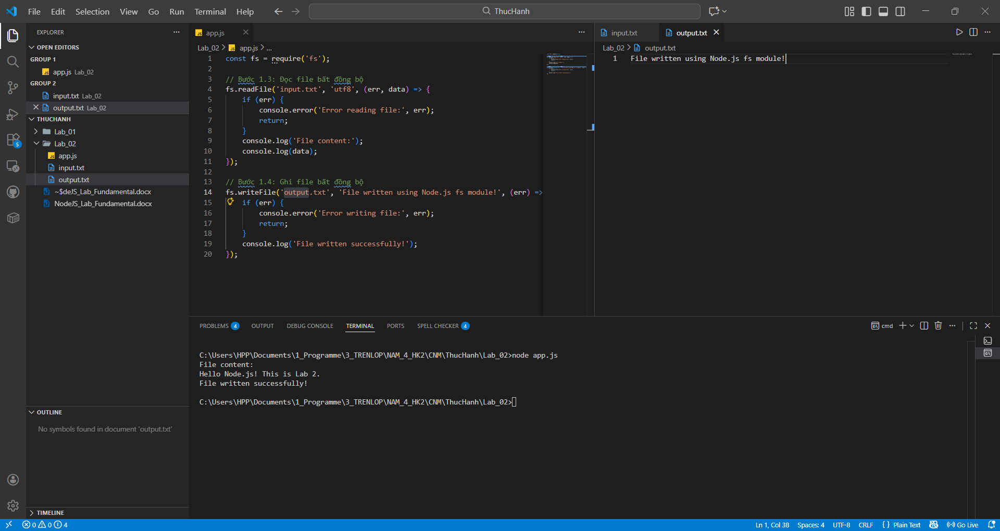 File Edit Selection View Go Run Terminal Help
ThucHanh
EXPLORER
OPEN EDITORS
GROUP 1
app.js Lab_02
GROUP 2
input.txt Lab_02
output.txt Lab_02
THUCHANH
Lab_01
Lab_02
app.js
input.txt
output.txt
~$deJS_Lab_Fundamental.docx
NodeJS_Lab_Fundamental.docx
5
OUTLINE
No symbols found in document 'output.txt'
TIMELINE
app.js
Lab_02 > app.js > ...
1 const fs = require('fs');
2
3 // Bước 1.3: Đọc file bất đồng bộ
4 fs.readFile('input.txt', 'utf8', (err, data) => {
5 if (err) {
6 console.error('Error reading file:', err);
7 return;
8 }
9 console.log('File content:');
10 console.log(data);
11 });
12
13 // Bước 1.4: Ghi file bất đồng bộ
14 fs.writeFile('output.txt', 'File written using Node.js fs module!', (err) =>
15 if (err) {
16 console.error('Error writing file:', err);
17 return;
18 }
19 console.log('File written successfully!');
20 });
input.txt output.txt
Lab_02 > output.txt
1 File written using Node.js fs module!
PROBLEMS 4 OUTPUT DEBUG CONSOLE TERMINAL PORTS SPELL CHECKER 4
cmd
C:\Users\HPP\Documents\1_Programme\3_TRENLOP\NAM_4_HK2\CNM\ThucHanh\Lab_02>node app.js
File content:
Hello Node.js! This is Lab 2.
File written successfully!
C:\Users\HPP\Documents\1_Programme\3_TRENLOP\NAM_4_HK2\CNM\ThucHanh\Lab_02>
0 0 4
Ln 1, Col 38 Spaces: 4 UTF-8 CRLF {} Plain Text Go Live